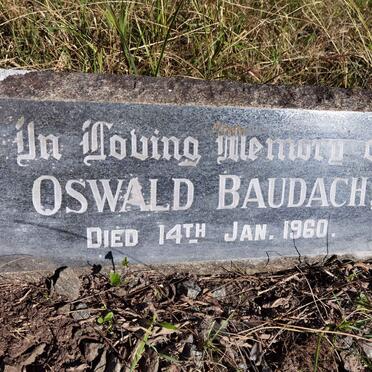 In Loving Memory o
OSWALD BAUDACH.
DIED 14TH JAN. 1960.